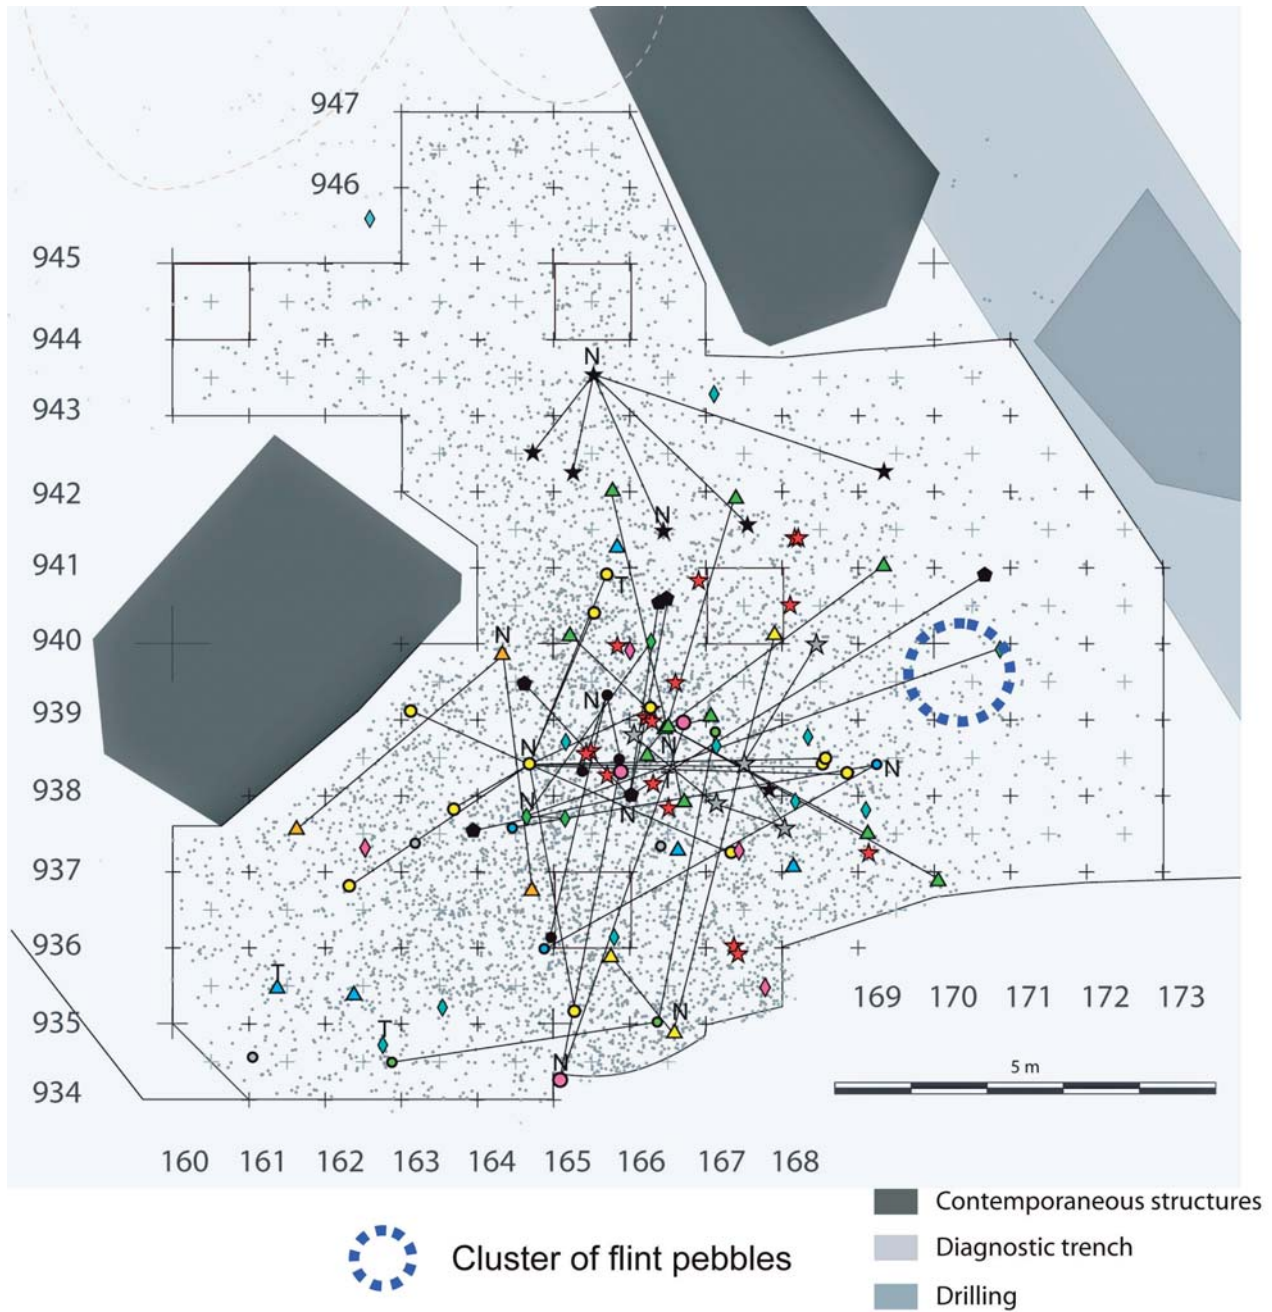 947
946
945
944
N
943
942
N
941
T
N
940
N
939
N
N
N
938
N
N
937
936
T
169 170 171 172 173
N
935
T
N
5 m
934
160 161 162 163 164 165 166 167 168
Contemporaneous structures
Cluster of flint pebbles
Diagnostic trench
Drilling